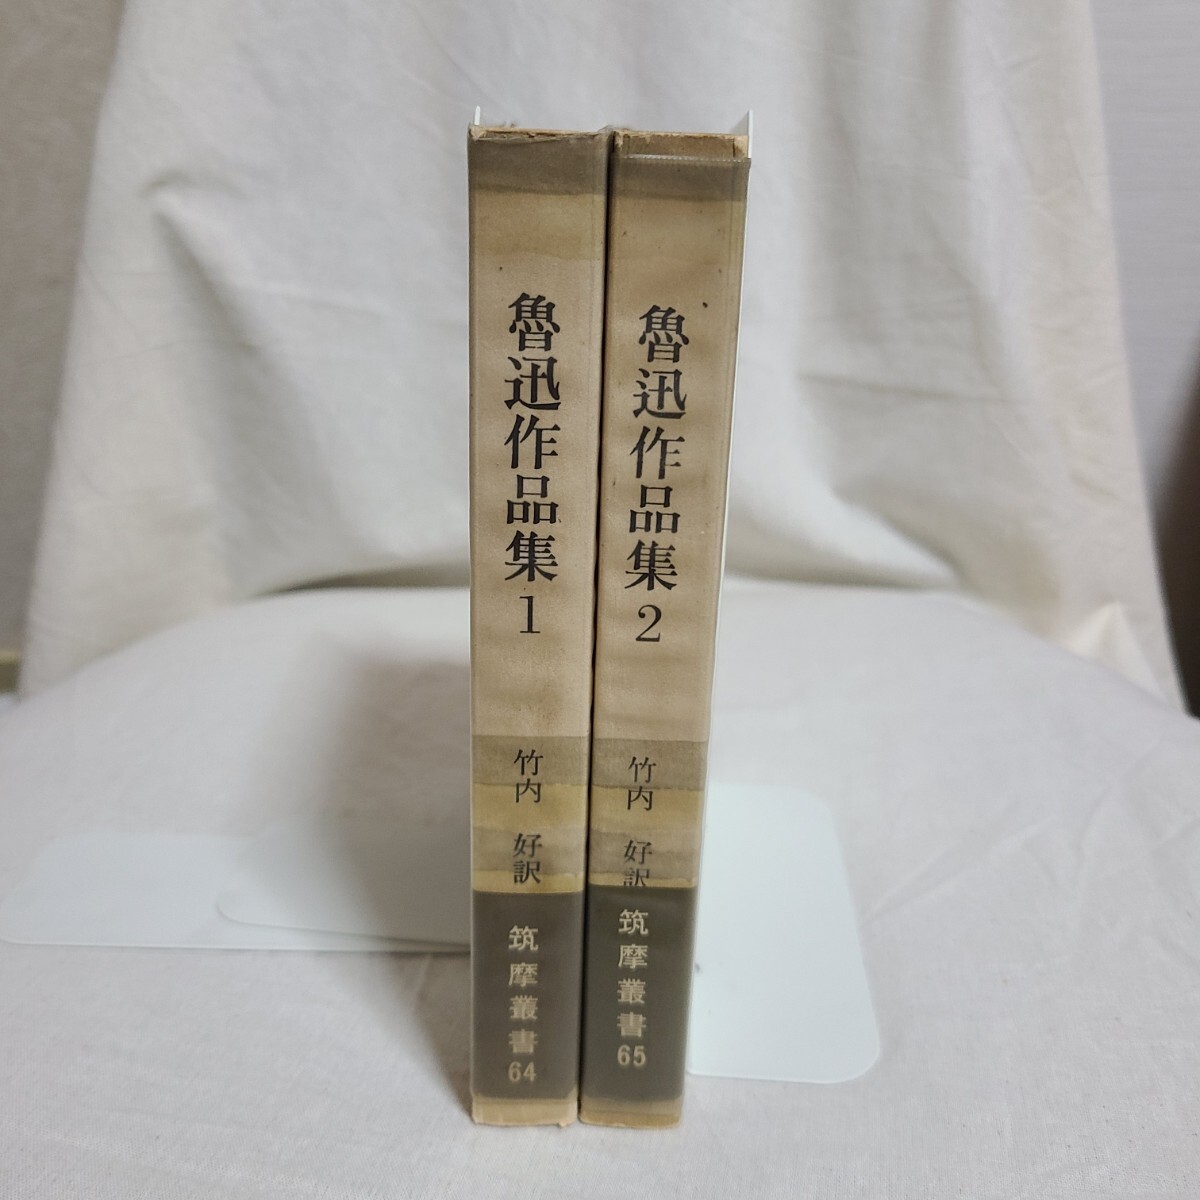 魯迅作品集1
竹内 好訳
筑摩叢書64
魯迅作品集2
竹内 好訳
筑摩叢書65